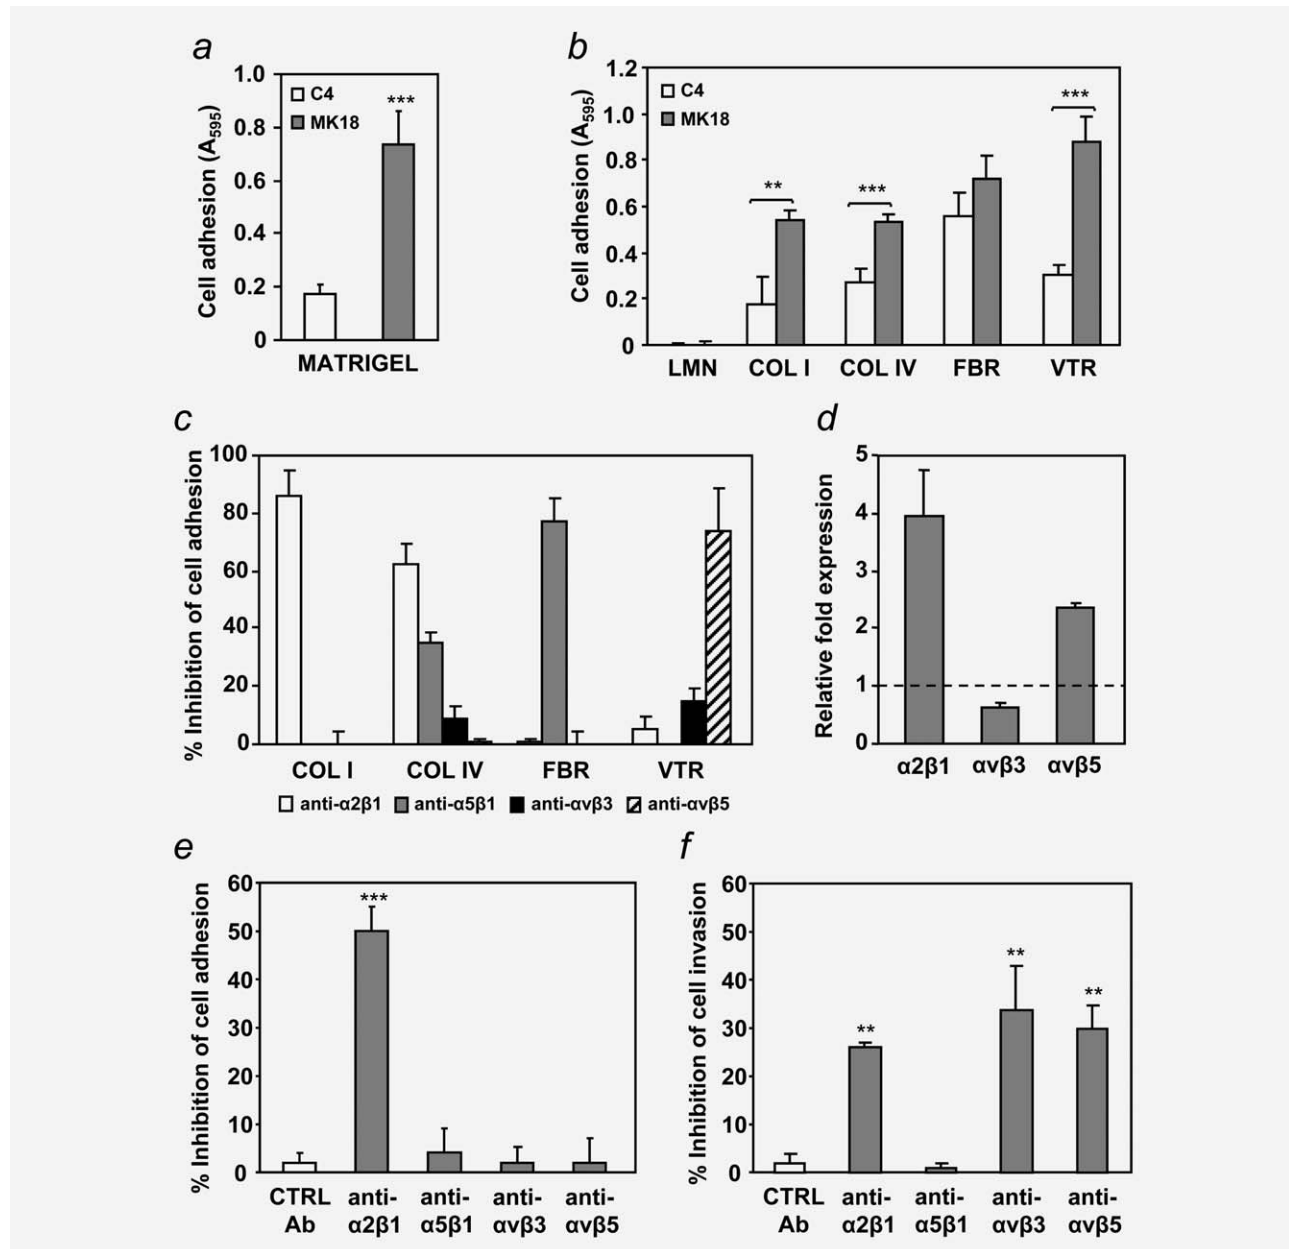 a
Cell adhesion (A595)
1.0
0.8
0.6
0.4
0.2
0
C4
MK18
***
MATRIGEL
b
Cell adhesion (A595)
1.2
1.0
0.8
0.6
0.4
0.2
0
C4
MK18
**
***
***
LMN COL I COL IV FBR VTR
c
% Inhibition of cell adhesion
100
80
60
40
20
0
COL I COL IV FBR VTR
anti-α2β1 anti-α5β1 anti-αvβ3 anti-αvβ5
d
Relative fold expression
5
4
3
2
1
0
α2β1 αvβ3 αvβ5
e
% Inhibition of cell adhesion
60
50
40
30
20
10
0
***
CTRL anti- anti- anti- anti-
Ab α2β1 α5β1 αvβ3 αvβ5
f
% Inhibition of cell invasion
60
50
40
30
20
10
0
**
**
**
CTRL anti- anti- anti- anti-
Ab α2β1 α5β1 αvβ3 αvβ5